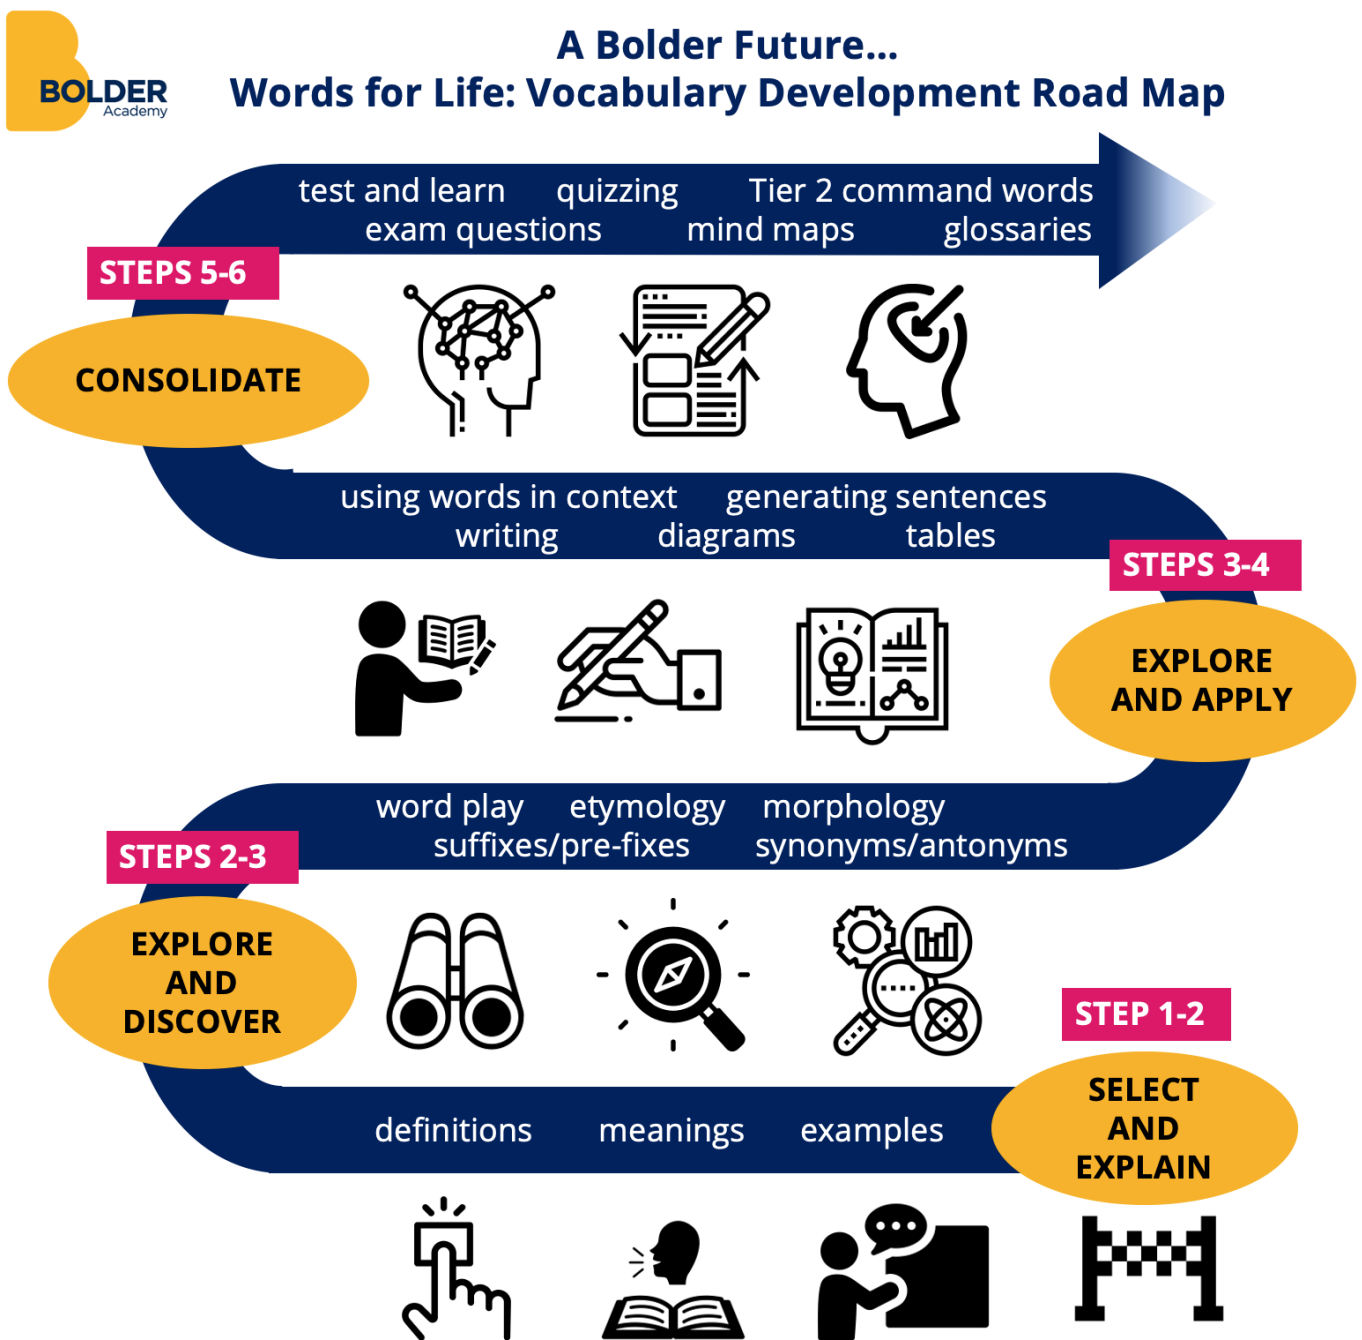 BOLDER
Academy
A Bolder Future...
Words for Life: Vocabulary Development Road Map
test and learn quizzing Tier 2 command words
exam questions mind maps glossaries
STEPS 5-6
CONSOLIDATE
using words in context generating sentences
writing diagrams tables
STEPS 3-4
EXPLORE
AND APPLY
word play etymology morphology
suffixes/pre-fixes synonyms/antonyms
STEPS 2-3
EXPLORE
AND
DISCOVER
STEP 1-2
SELECT
AND
EXPLAIN
definitions meanings examples